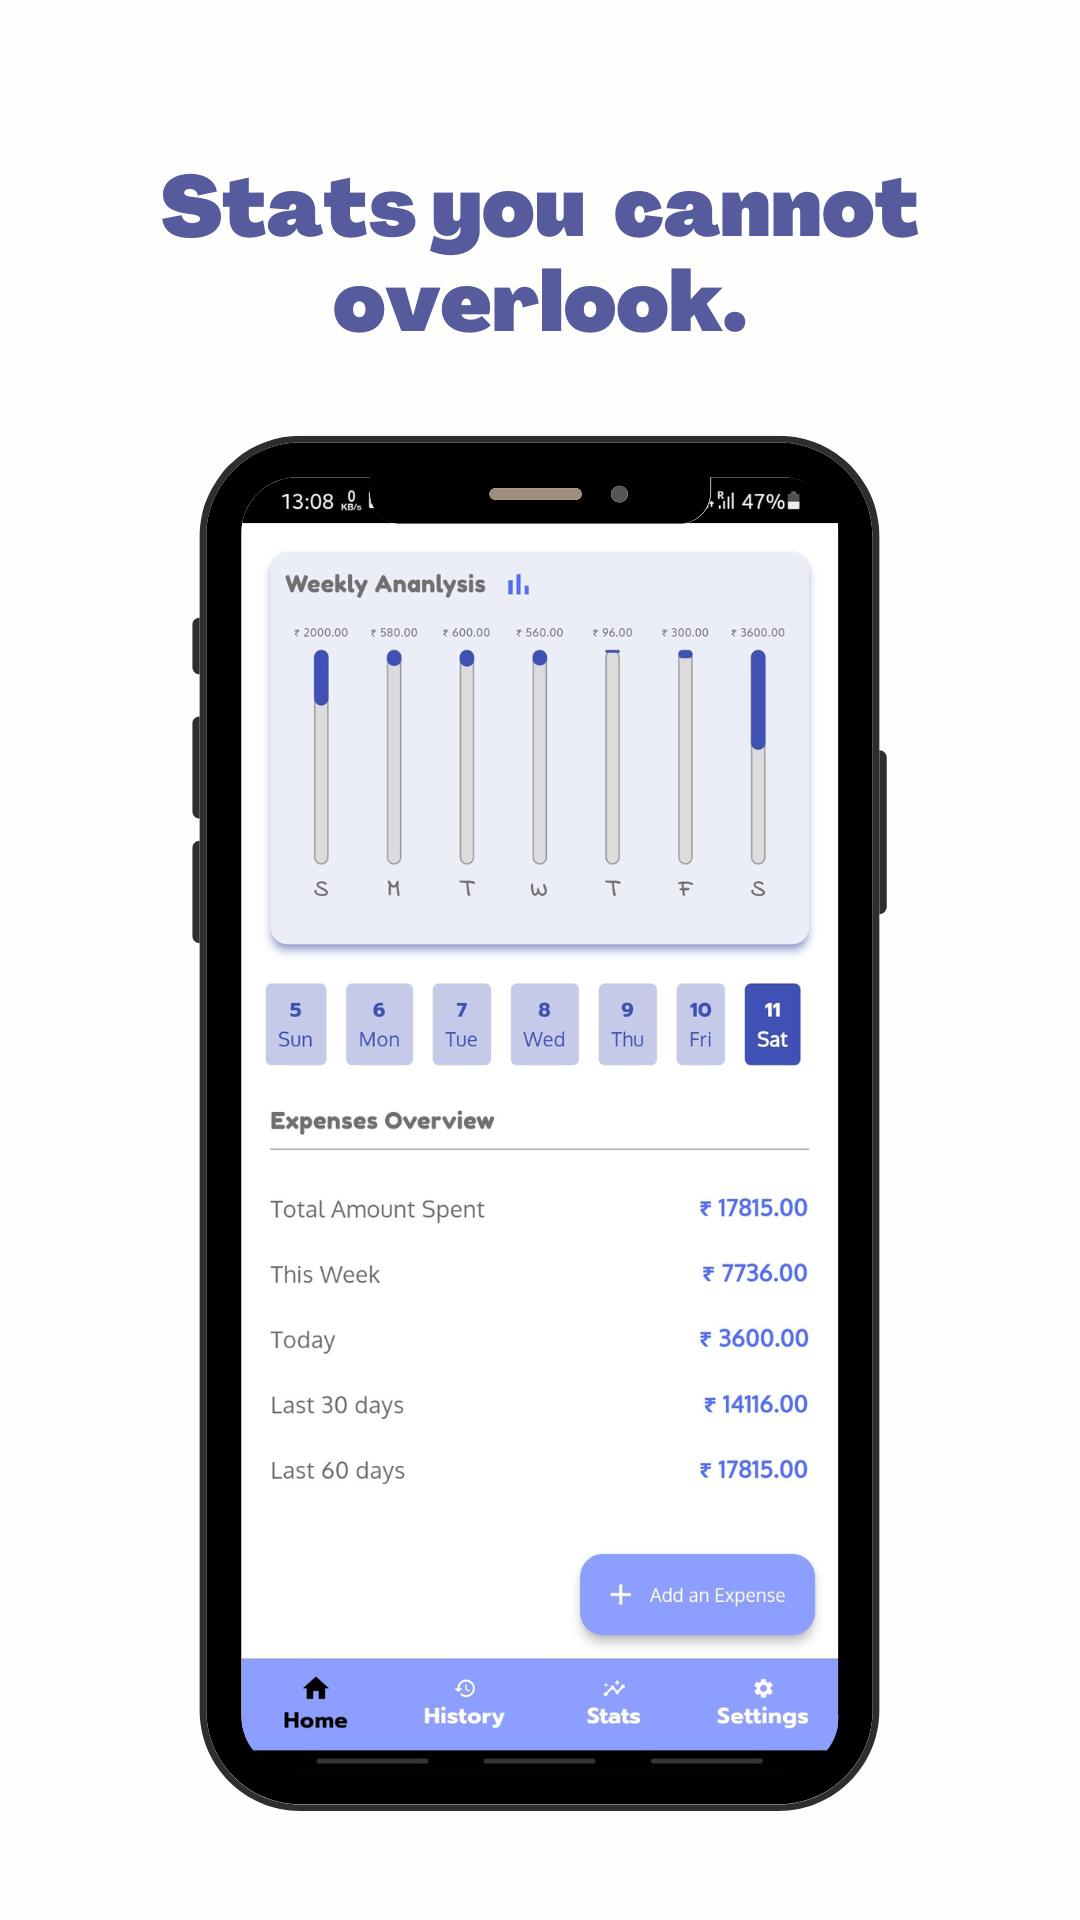 Stats you cannot
overlook.
13:08 0 KB/s R 47%
Weekly Ananlysis
₹ 2000.00 ₹ 580.00 ₹ 600.00 ₹ 560.00 ₹ 96.00 ₹ 300.00 ₹ 3600.00
S M T W T F S
5 6 7 8 9 10 11
Sun Mon Tue Wed Thu Fri Sat
Expenses Overview
Total Amount Spent ₹ 17815.00
This Week ₹ 7736.00
Today ₹ 3600.00
Last 30 days ₹ 14116.00
Last 60 days ₹ 17815.00
+ Add an Expense
Home History Stats Settings